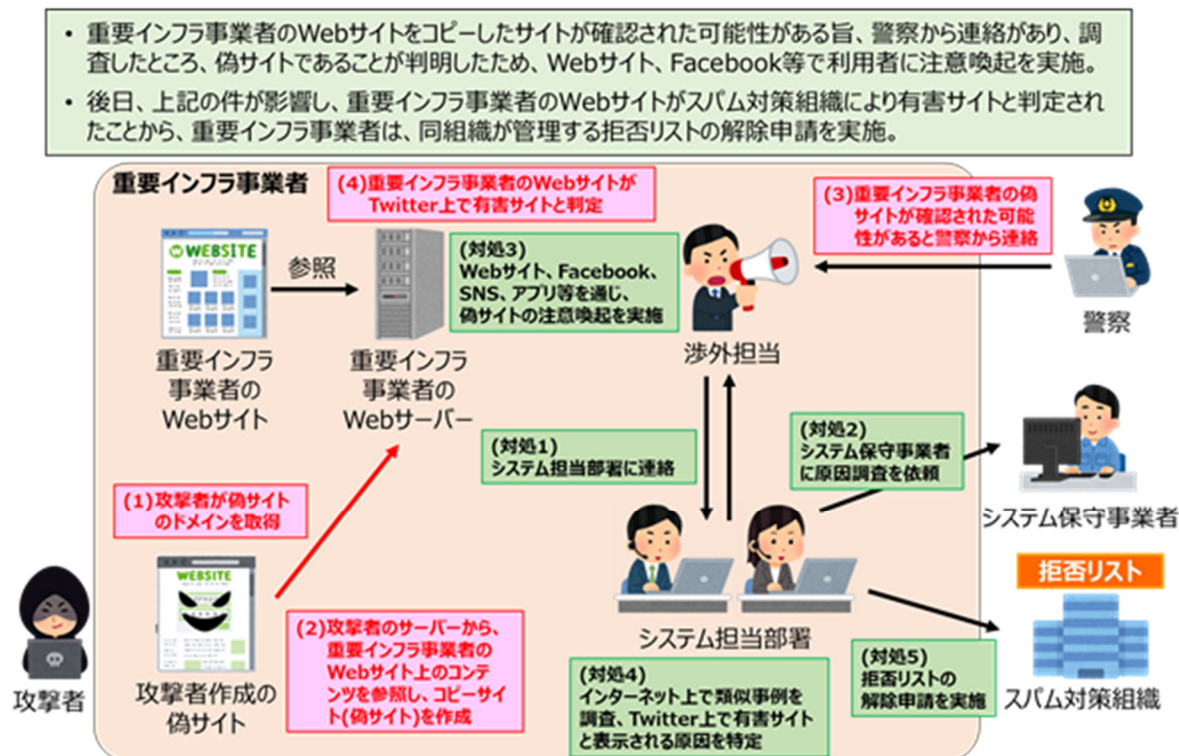 • 重要インフラ事業者のWebサイトをコピーしたサイトが確認された可能性がある旨、警察から連絡があり、調
査したところ、偽サイトであることが判明したため、Webサイト、Facebook等で利用者に注意喚起を実施。
• 後日、上記の件が影響し、重要インフラ事業者のWebサイトがスパム対策組織により有害サイトと判定され
たことから、重要インフラ事業者は、同組織が管理する拒否リストの解除申請を実施。
重要インフラ事業者
(4)重要インフラ事業者のWebサイトが
Twitter上で有害サイトと判定
(3)重要インフラ事業者の偽
サイトが確認された可能
性があると警察から連絡
WEBSITE
参照
(対処3)
Webサイト、Facebook、
SNS、アプリ等を通じ、
偽サイトの注意喚起を実施
警察
重要インフラ
事業者の
Webサイト
重要インフラ
事業者の
Webサーバー
渉外担当
(対処1)
システム担当部署に連絡
(対処2)
システム保守事業者
に原因調査を依頼
システム保守事業者
(1)攻撃者が偽サイト
のドメインを取得
WEBSITE
拒否リスト
(2)攻撃者のサーバーから、
重要インフラ事業者の
Webサイト上のコンテ
ンツを参照し、コピーサイ
ト(偽サイト)を作成
システム担当部署
攻撃者
攻撃者作成の
偽サイト
(対処4)
インターネット上で類似事例を
調査、Twitter上で有害サイト
と表示される原因を特定
(対処5)
拒否リストの
解除申請を実施
スパム対策組織